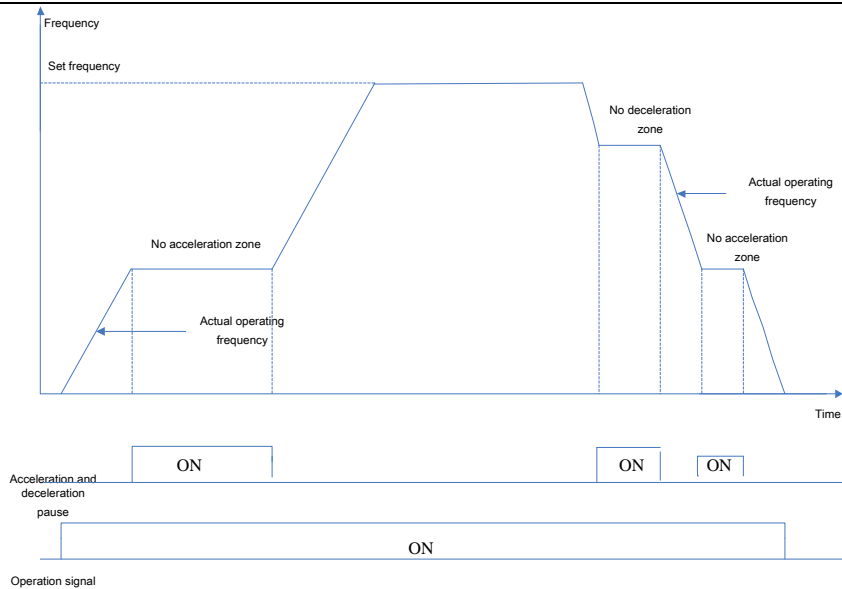 Frequency
Set frequency
No deceleration
zone
Actual operating
frequency
No acceleration zone
No acceleration
zone
Actual operating
frequency
Time
ON
ON
ON
Acceleration and
deceleration
pause
ON
Operation signal